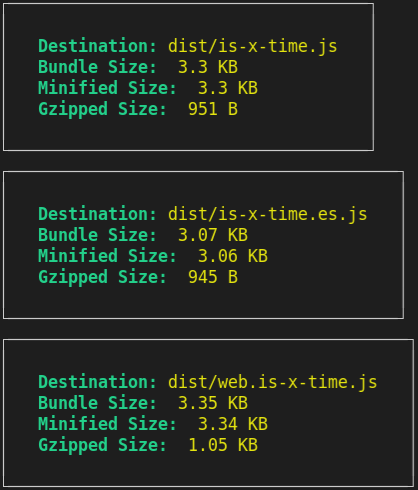 Destination: dist/is-x-time.js
Bundle Size:  3.3 KB
Minified Size:  3.3 KB
Gzipped Size:  951 B
Destination: dist/is-x-time.es.js
Bundle Size:  3.07 KB
Minified Size:  3.06 KB
Gzipped Size:  945 B
Destination: dist/web.is-x-time.js
Bundle Size:  3.35 KB
Minified Size:  3.34 KB
Gzipped Size:  1.05 KB